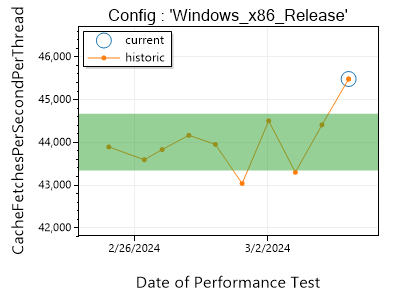 Config : 'Windows_x86_Release'
current
historic
CacheFetchesPerSecondPerThread
46,000
45,000
44,000
43,000
42,000
2/26/2024
3/2/2024
Date of Performance Test